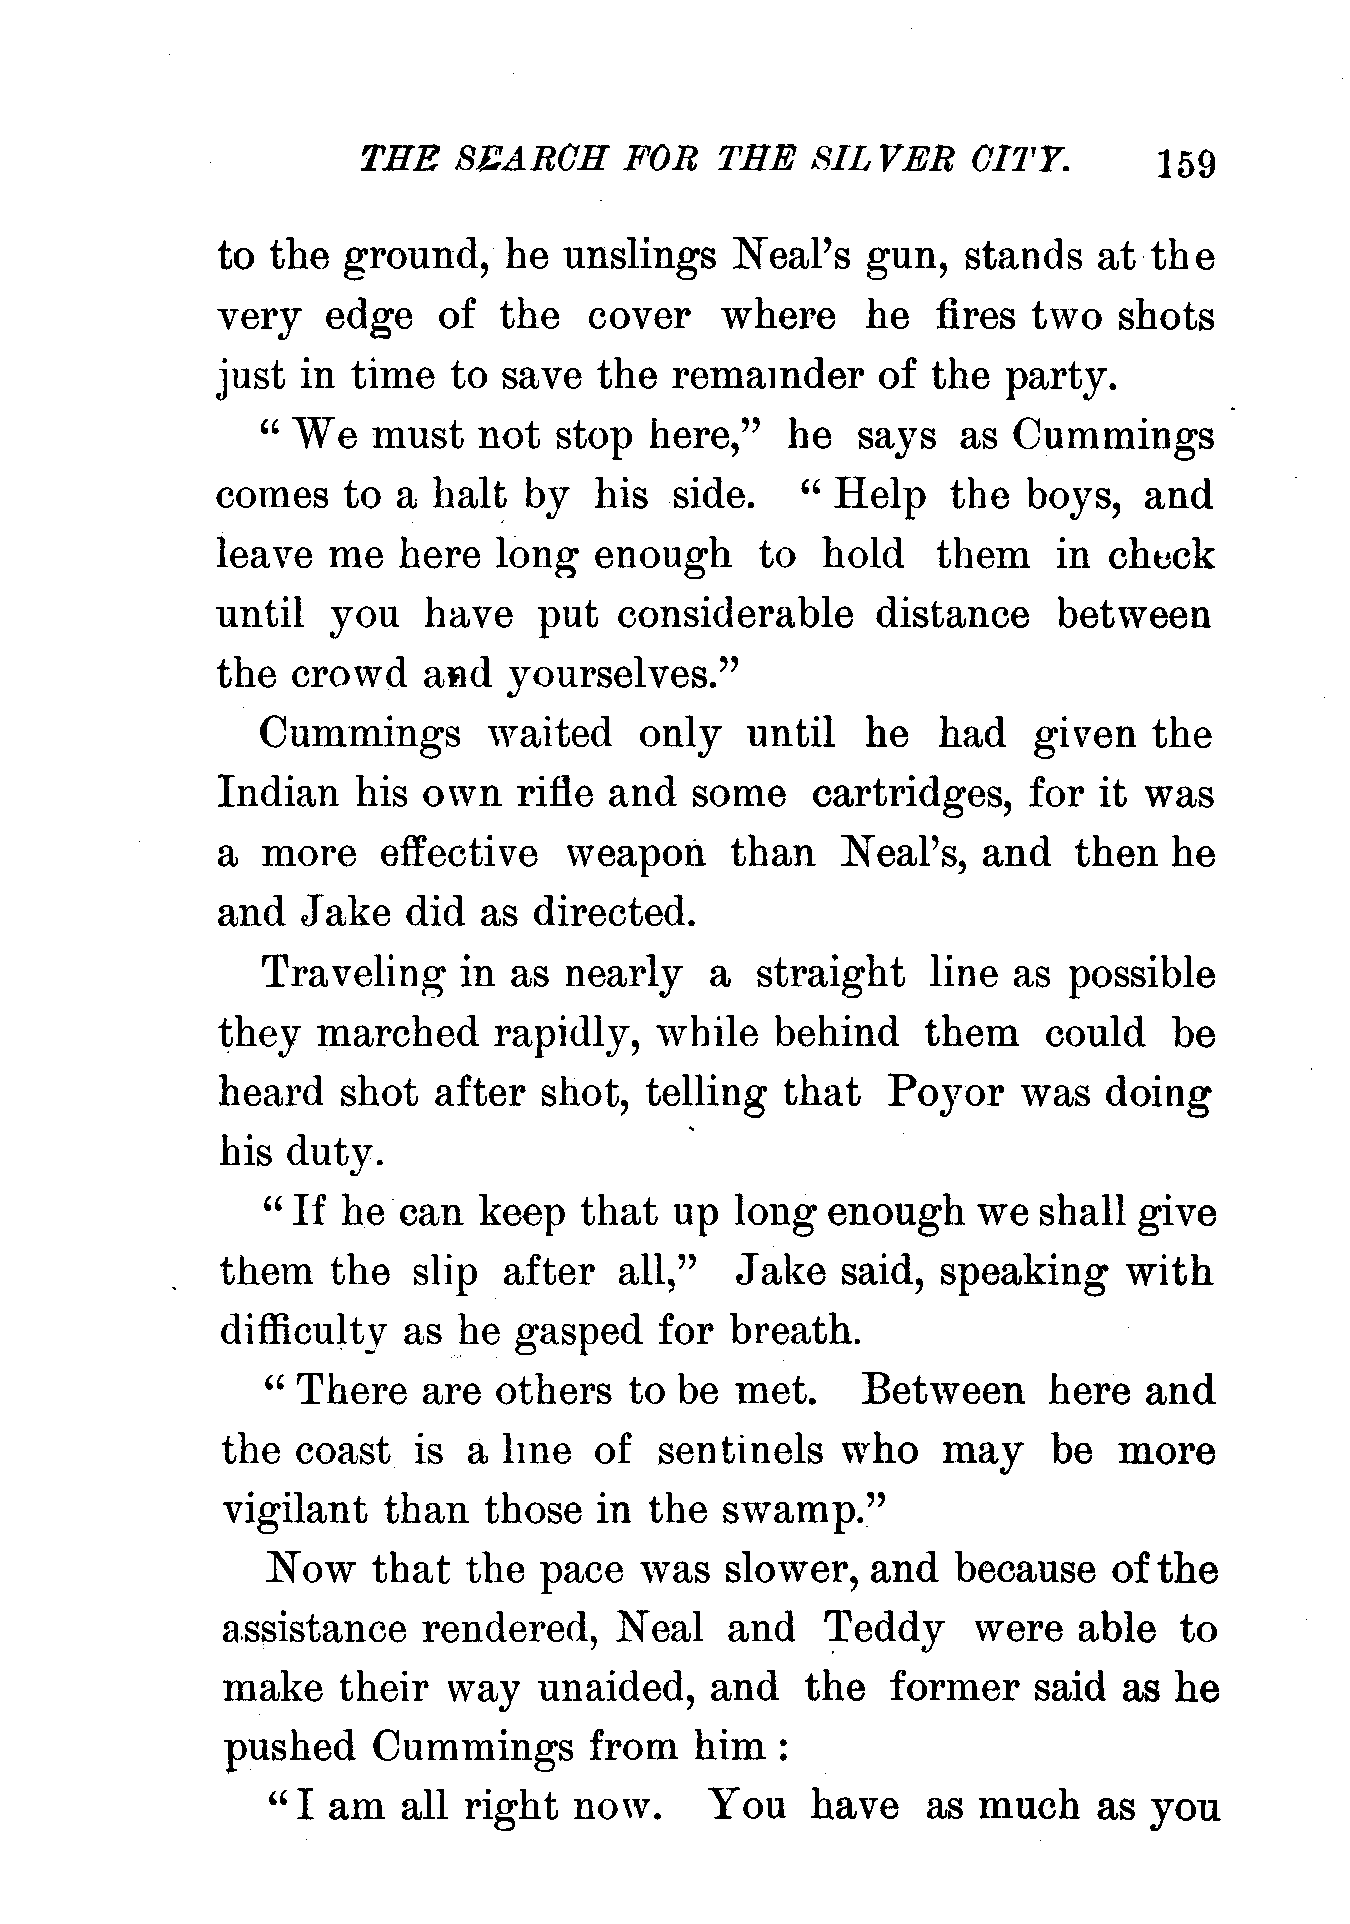 THE SEARCH FOR THE SILVER CITY. 159
to the ground, he unslings Neal's gun, stands at the
very edge of the cover where he fires two shots
just in time to save the remainder of the party.
“ We must not stop here,” he says as Cummings
comes to a halt by his side. “ Help the boys, and
leave me here long enough to hold them in check
until you have put considerable distance between
the crowd and yourselves.”
Cummings waited only until he had given the
Indian his own rifle and some cartridges, for it was
a more effective weapon than Neal's, and then he
and Jake did as directed.
Traveling in as nearly a straight line as possible
they marched rapidly, while behind them could be
heard shot after shot, telling that Poyor was doing
his duty.
“ If he can keep that up long enough we shall give
them the slip after all,” Jake said, speaking with
difficulty as he gasped for breath.
“ There are others to be met. Between here and
the coast is a line of sentinels who may be more
vigilant than those in the swamp.”
Now that the pace was slower, and because of the
assistance rendered, Neal and Teddy were able to
make their way unaided, and the former said as he
pushed Cummings from him :
“ I am all right now. You have as much as you